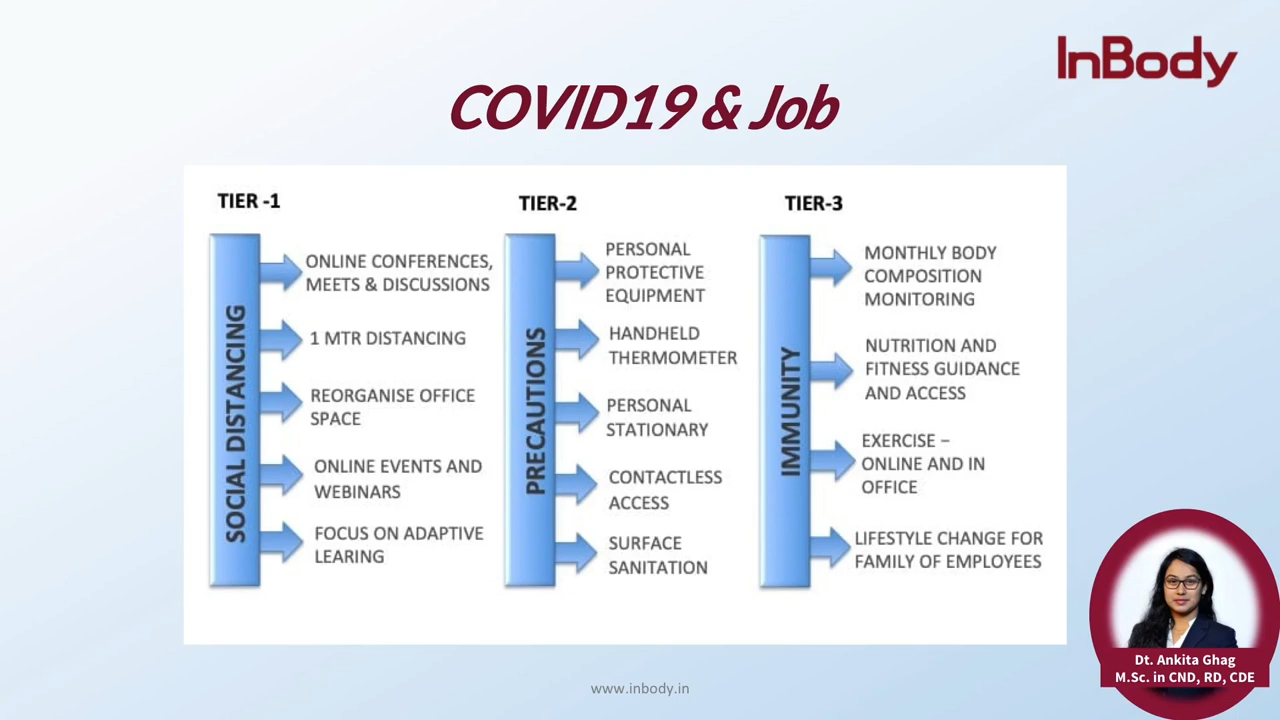 InBody
COVID19 & Job
TIER -1
SOCIAL DISTANCING
ONLINE CONFERENCES,
MEETS & DISCUSSIONS
1 MTR DISTANCING
REORGANISE OFFICE
SPACE
ONLINE EVENTS AND
WEBINARS
FOCUS ON ADAPTIVE
LEARING
TIER-2
PRECAUTIONS
PERSONAL
PROTECTIVE
EQUIPMENT
HANDHELD
THERMOMETER
PERSONAL
STATIONARY
CONTACTLESS
ACCESS
SURFACE
SANITATION
TIER-3
IMMUNITY
MONTHLY BODY
COMPOSITION
MONITORING
NUTRITION AND
FITNESS GUIDANCE
AND ACCESS
EXERCISE –
ONLINE AND IN
OFFICE
LIFESTYLE CHANGE FOR
FAMILY OF EMPLOYEES
Dt. Ankita Ghag
M.Sc. in CND, RD, CDE
www.inbody.in